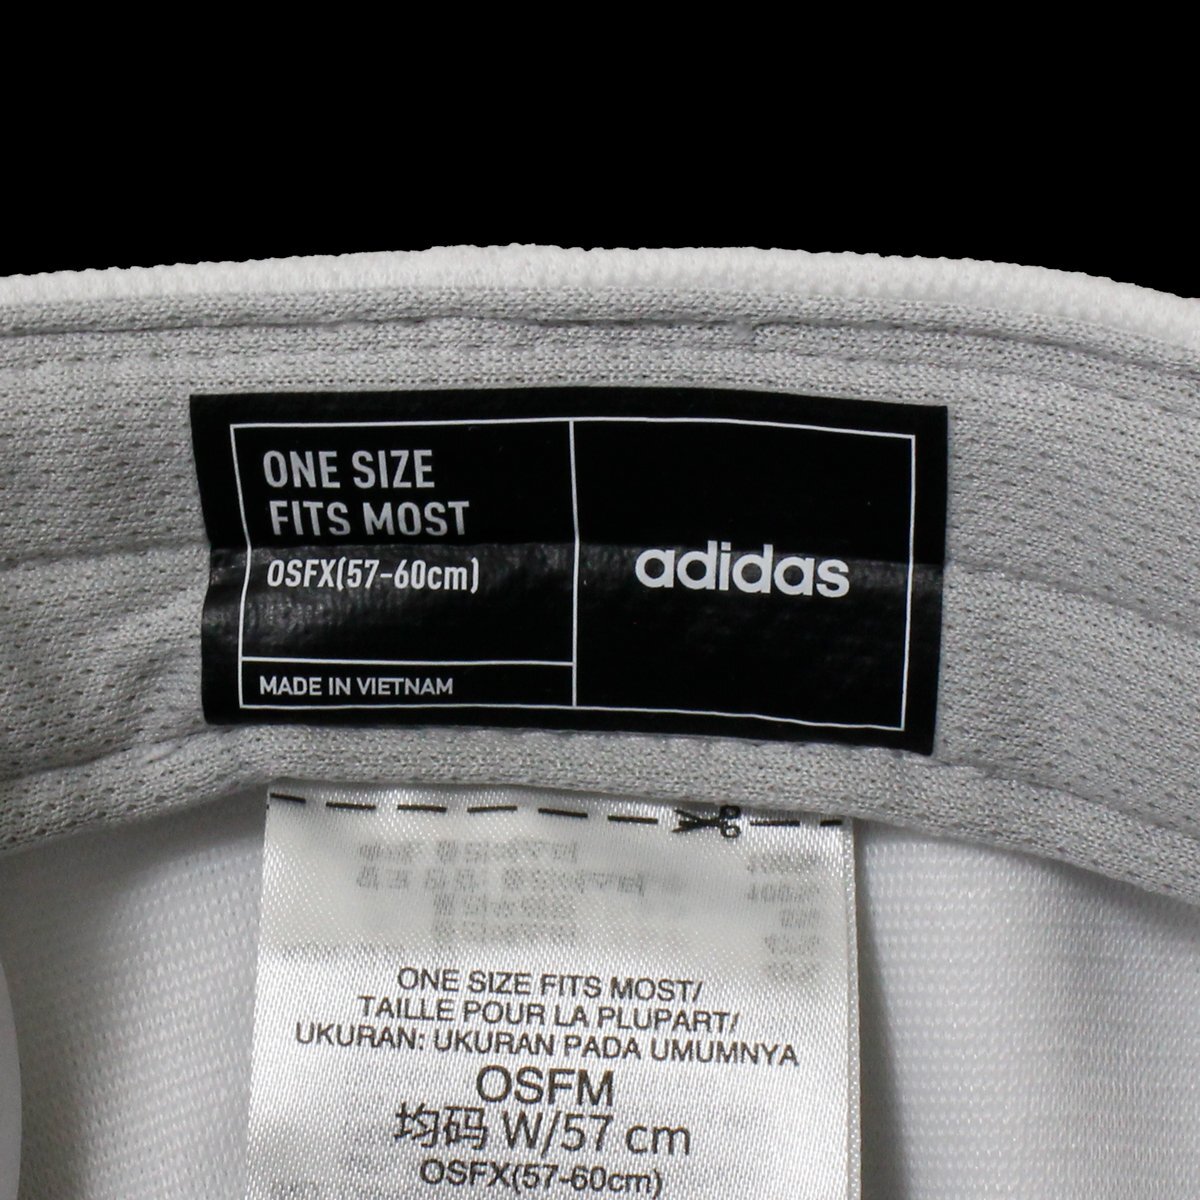 ONE SIZE
FITS MOST
OSFX(57-60cm)
MADE IN VIETNAM
adidas
ONE SIZE FITS MOST/
TAILLE POUR LA PLUPART/
UKURAN: UKURAN PADA UMUMNYA
OSFM
均码 W/57 cm
OSFX(57-60cm)